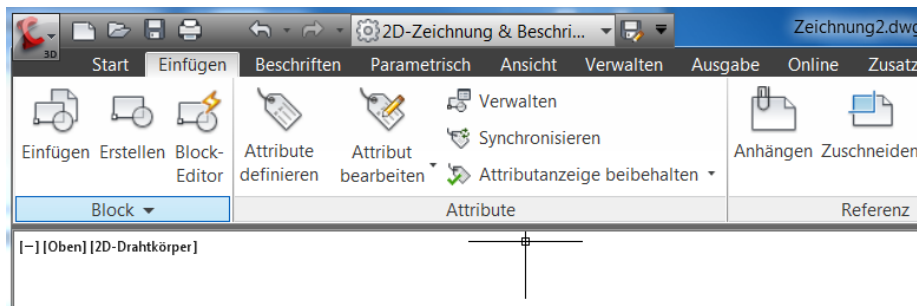 2D-Zeichnung & Beschri...
Zeichnung2.dwg
3D
Start Einfügen Beschriften Parametrisch Ansicht Verwalten Ausgabe Online Zusatz
Verwalten
Synchronisieren
Einfügen Erstellen Block-Editor
Attribute definieren
Attribut bearbeiten
Attributanzeige beibehalten
Anhängen Zuschneiden
Block
Attribute
Referenz
[−] [Oben] [2D-Drahtkörper]